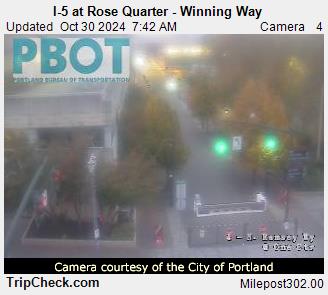 I-5 at Rose Quarter - Winning Way
Updated Oct 30 2024 7:42 AM Camera 4
PBOT
PORTLAND BUREAU OF TRANSPORTATION
Camera courtesy of the City of Portland
TripCheck.com Milepost302.00